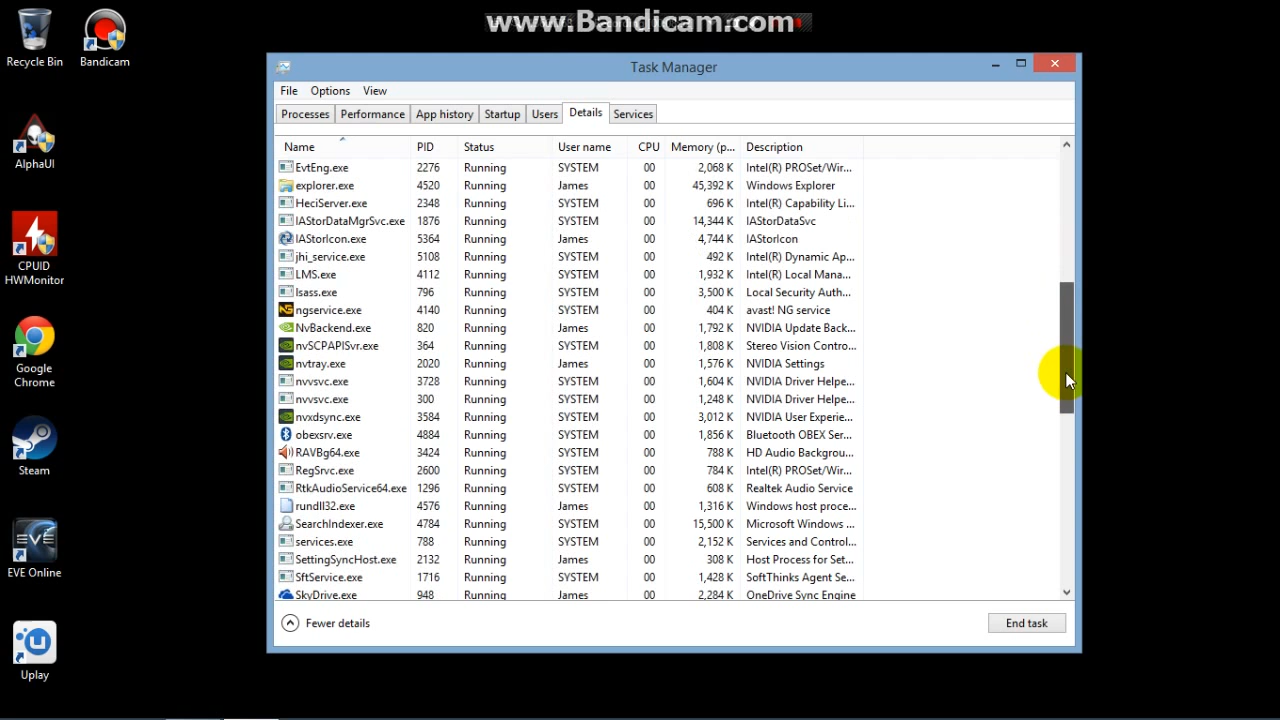 www.Bandicam.com
Recycle Bin
Bandicam
AlphaUI
CPUID
HWMonitor
Google
Chrome
Steam
EVE
EVE Online
Uplay
Task Manager
File Options View
Processes Performance App history Startup Users Details Services
Name PID Status User name CPU Memory (p... Description
EvtEng.exe 2276 Running SYSTEM 00 2,068 K Intel(R) PROSet/Wir...
explorer.exe 4520 Running James 00 45,392 K Windows Explorer
HeciServer.exe 2348 Running SYSTEM 00 696 K Intel(R) Capability Li...
IAStorDataMgrSvc.exe 1876 Running SYSTEM 00 14,344 K IAStorDataSvc
IAStorIcon.exe 5364 Running James 00 4,744 K IAStorIcon
jhi_service.exe 5108 Running SYSTEM 00 492 K Intel(R) Dynamic Ap...
LMS.exe 4112 Running SYSTEM 00 1,932 K Intel(R) Local Mana...
lsass.exe 796 Running SYSTEM 00 3,500 K Local Security Auth...
ngservice.exe 4140 Running SYSTEM 00 404 K avast! NG service
NvBackend.exe 820 Running James 00 1,792 K NVIDIA Update Back...
nvSCPAPISvr.exe 364 Running SYSTEM 00 1,808 K Stereo Vision Contro...
nvtray.exe 2020 Running James 00 1,576 K NVIDIA Settings
nvvsvc.exe 3728 Running SYSTEM 00 1,604 K NVIDIA Driver Helpe...
nvvsvc.exe 300 Running SYSTEM 00 1,248 K NVIDIA Driver Helpe...
nvxdsync.exe 3584 Running SYSTEM 00 3,012 K NVIDIA User Experie...
obexsrv.exe 4884 Running SYSTEM 00 1,856 K Bluetooth OBEX Ser...
RAVBg64.exe 3424 Running SYSTEM 00 788 K HD Audio Backgrou...
RegSrvc.exe 2600 Running SYSTEM 00 784 K Intel(R) PROSet/Wir...
RtkAudioService64.exe 1296 Running SYSTEM 00 608 K Realtek Audio Service
rundll32.exe 4576 Running James 00 1,316 K Windows host proce...
SearchIndexer.exe 4784 Running SYSTEM 00 15,500 K Microsoft Windows ...
services.exe 788 Running SYSTEM 00 2,152 K Services and Control...
SettingSyncHost.exe 2132 Running James 00 308 K Host Process for Set...
SftService.exe 1716 Running SYSTEM 00 1,428 K SoftThinks Agent Se...
SkyDrive.exe 948 Running James 00 2,284 K OneDrive Sync Engine
Fewer details
End task